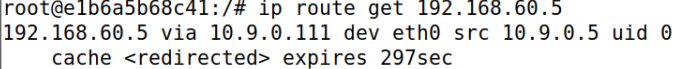 root@e1b6a5b68c41:/# ip route get 192.168.60.5
192.168.60.5 via 10.9.0.111 dev eth0 src 10.9.0.5 uid 0
    cache <redirected> expires 297sec